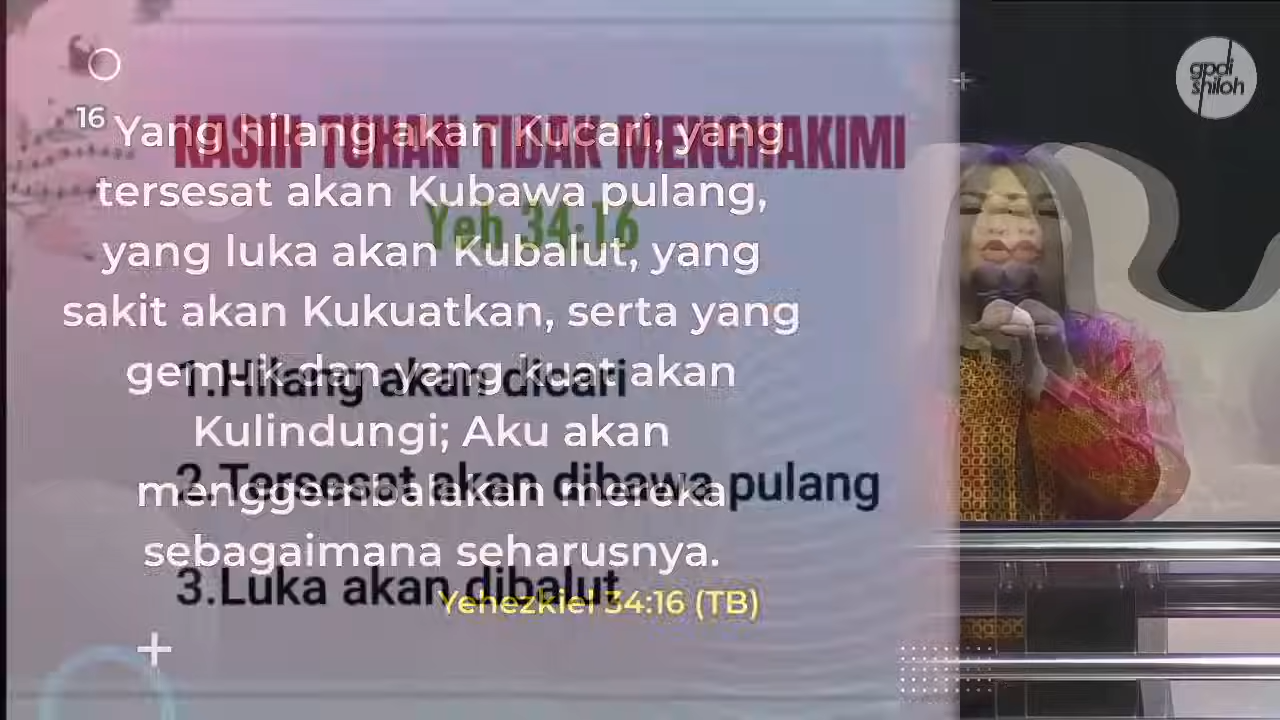 KASIH TUHAN TIDAK MENGHAKIMI
Yeh 34:16
1.Hilang akan dicari
2.Tersesat akan dibawa pulang
3.Luka akan dibalut
16 Yang hilang akan Kucari, yang
tersesat akan Kubawa pulang,
yang luka akan Kubalut, yang
sakit akan Kukuatkan, serta yang
gemuk dan yang kuat akan
Kulindungi; Aku akan
menggembalakan mereka
sebagaimana seharusnya.
Yehezkiel 34:16 (TB)
gpdi
shiloh